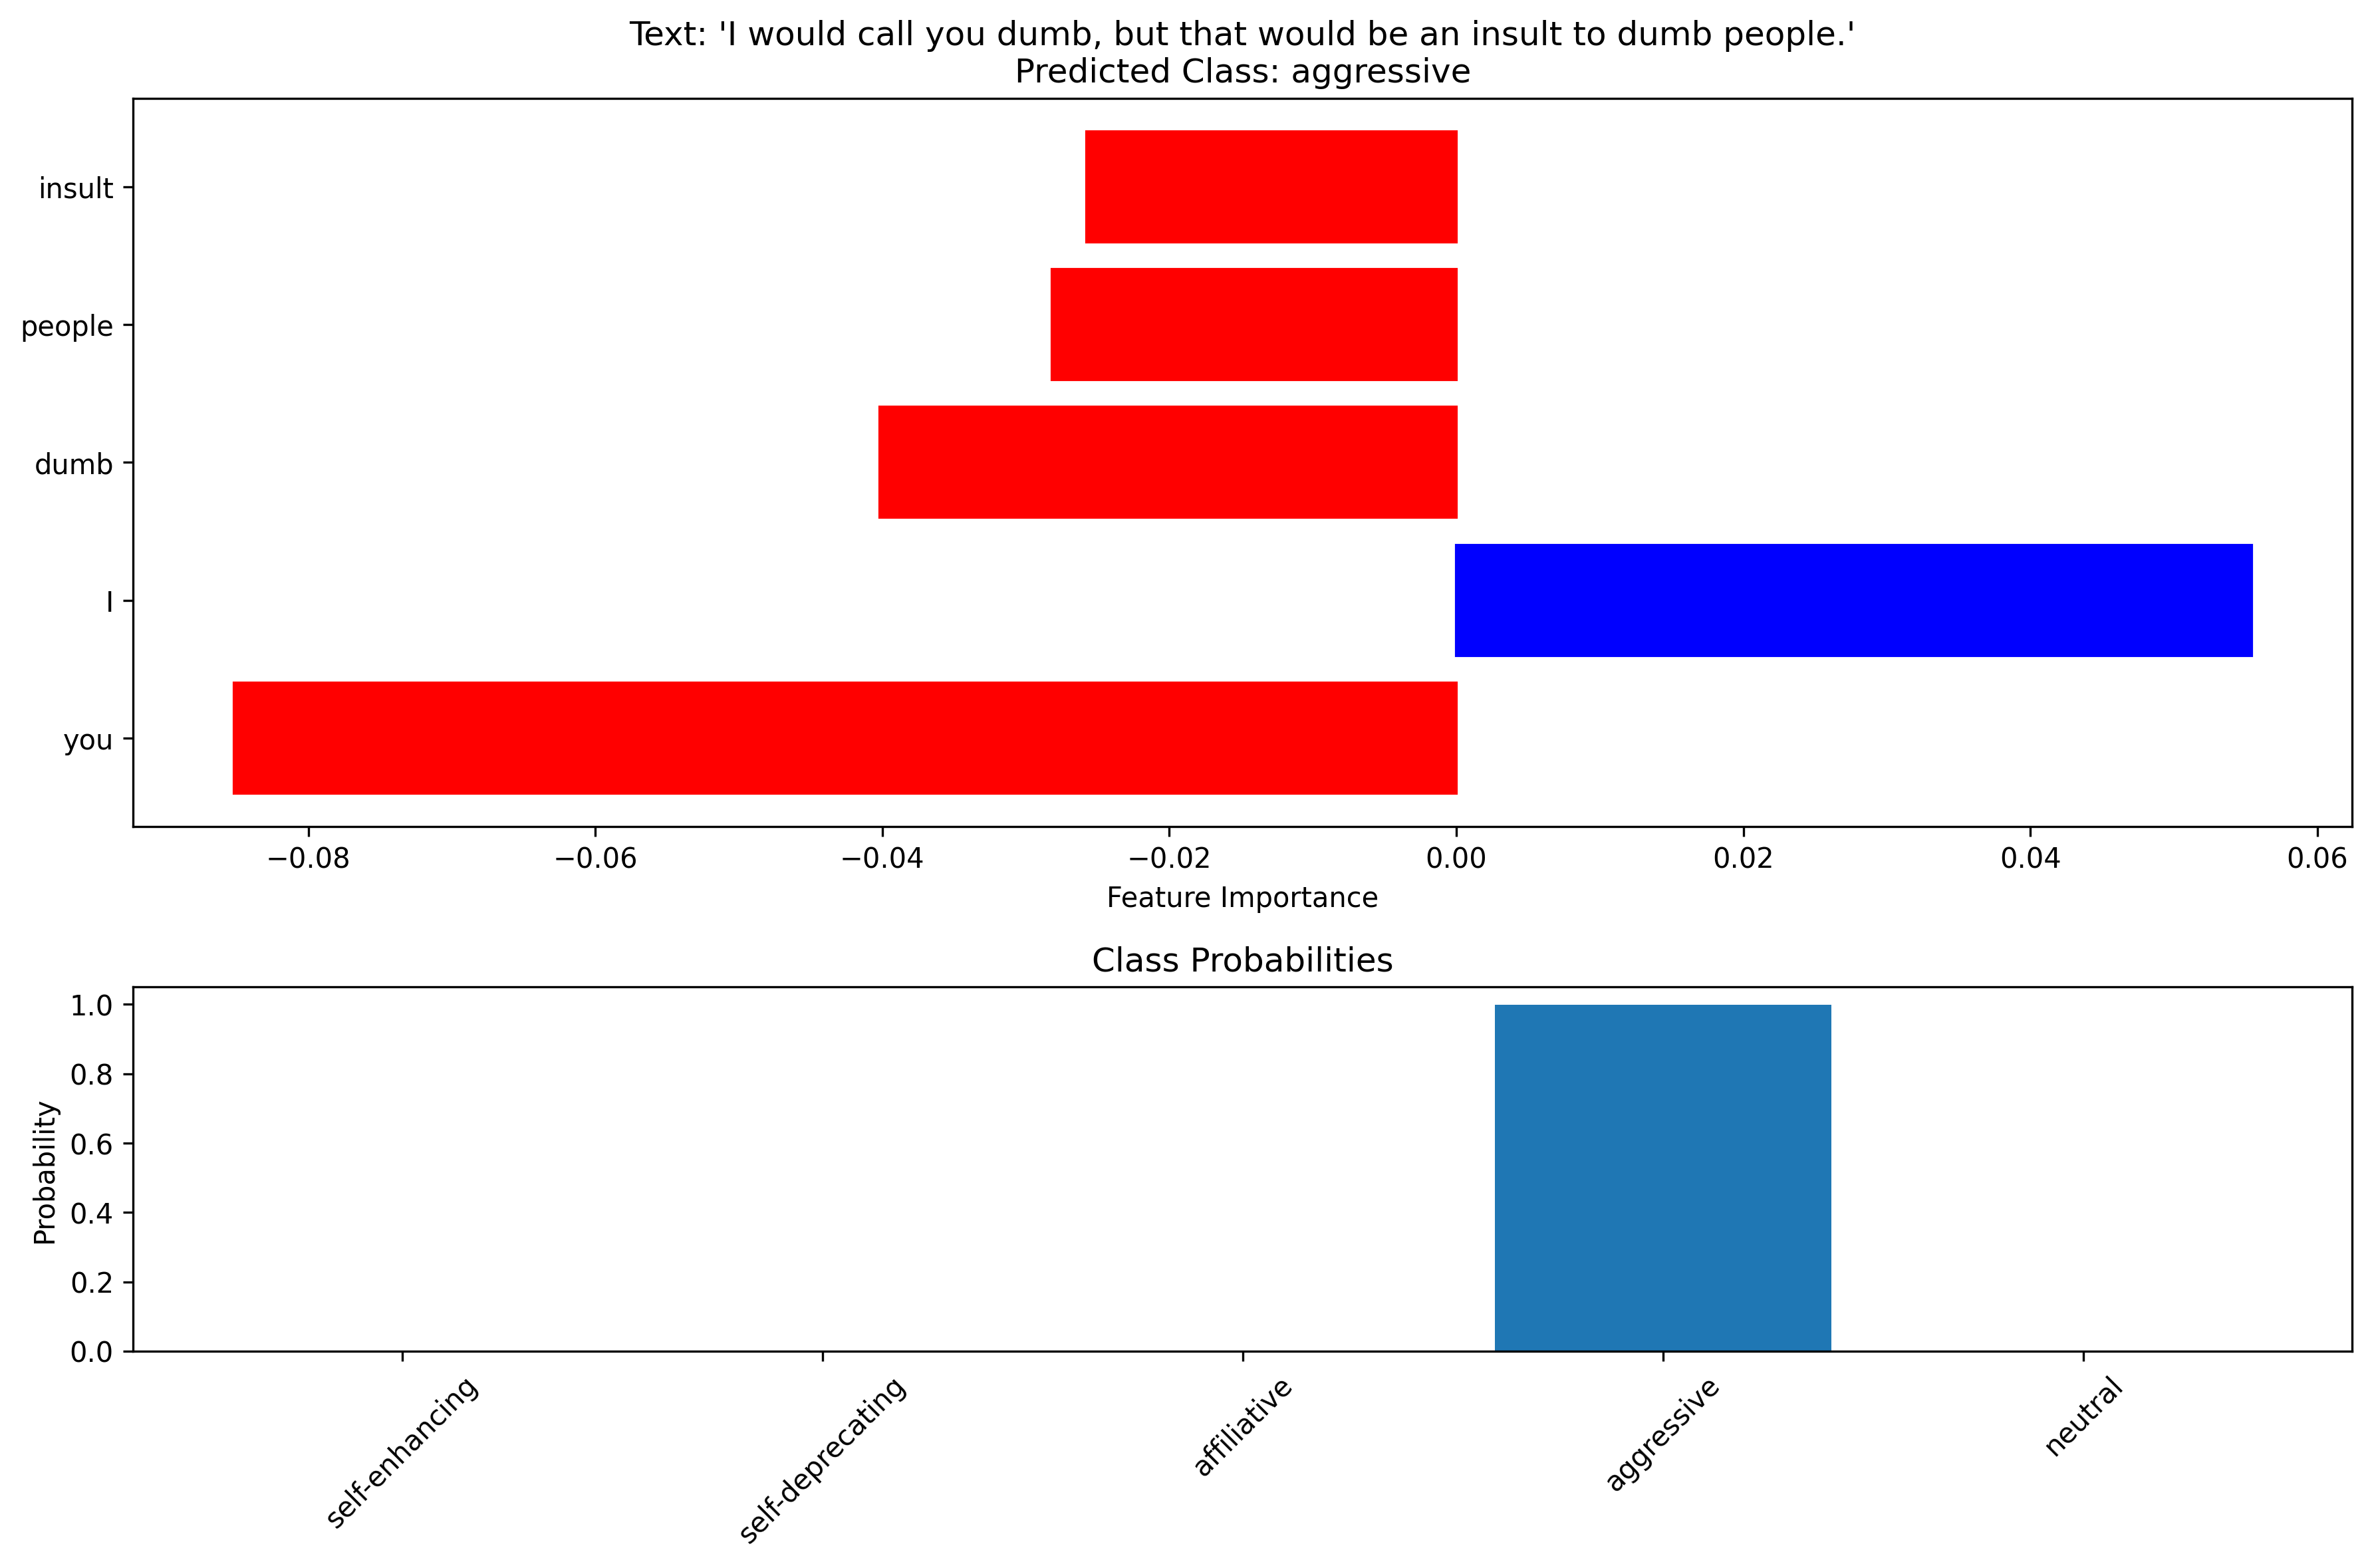 Text: 'I would call you dumb, but that would be an insult to dumb people.'
Predicted Class: aggressive
insult
people
dumb
I
you
−0.08 −0.06 −0.04 −0.02 0.00 0.02 0.04 0.06
Feature Importance
Class Probabilities
1.0
0.8
0.6
0.4
0.2
0.0
Probability
self-enhancing self-deprecating affiliative aggressive neutral